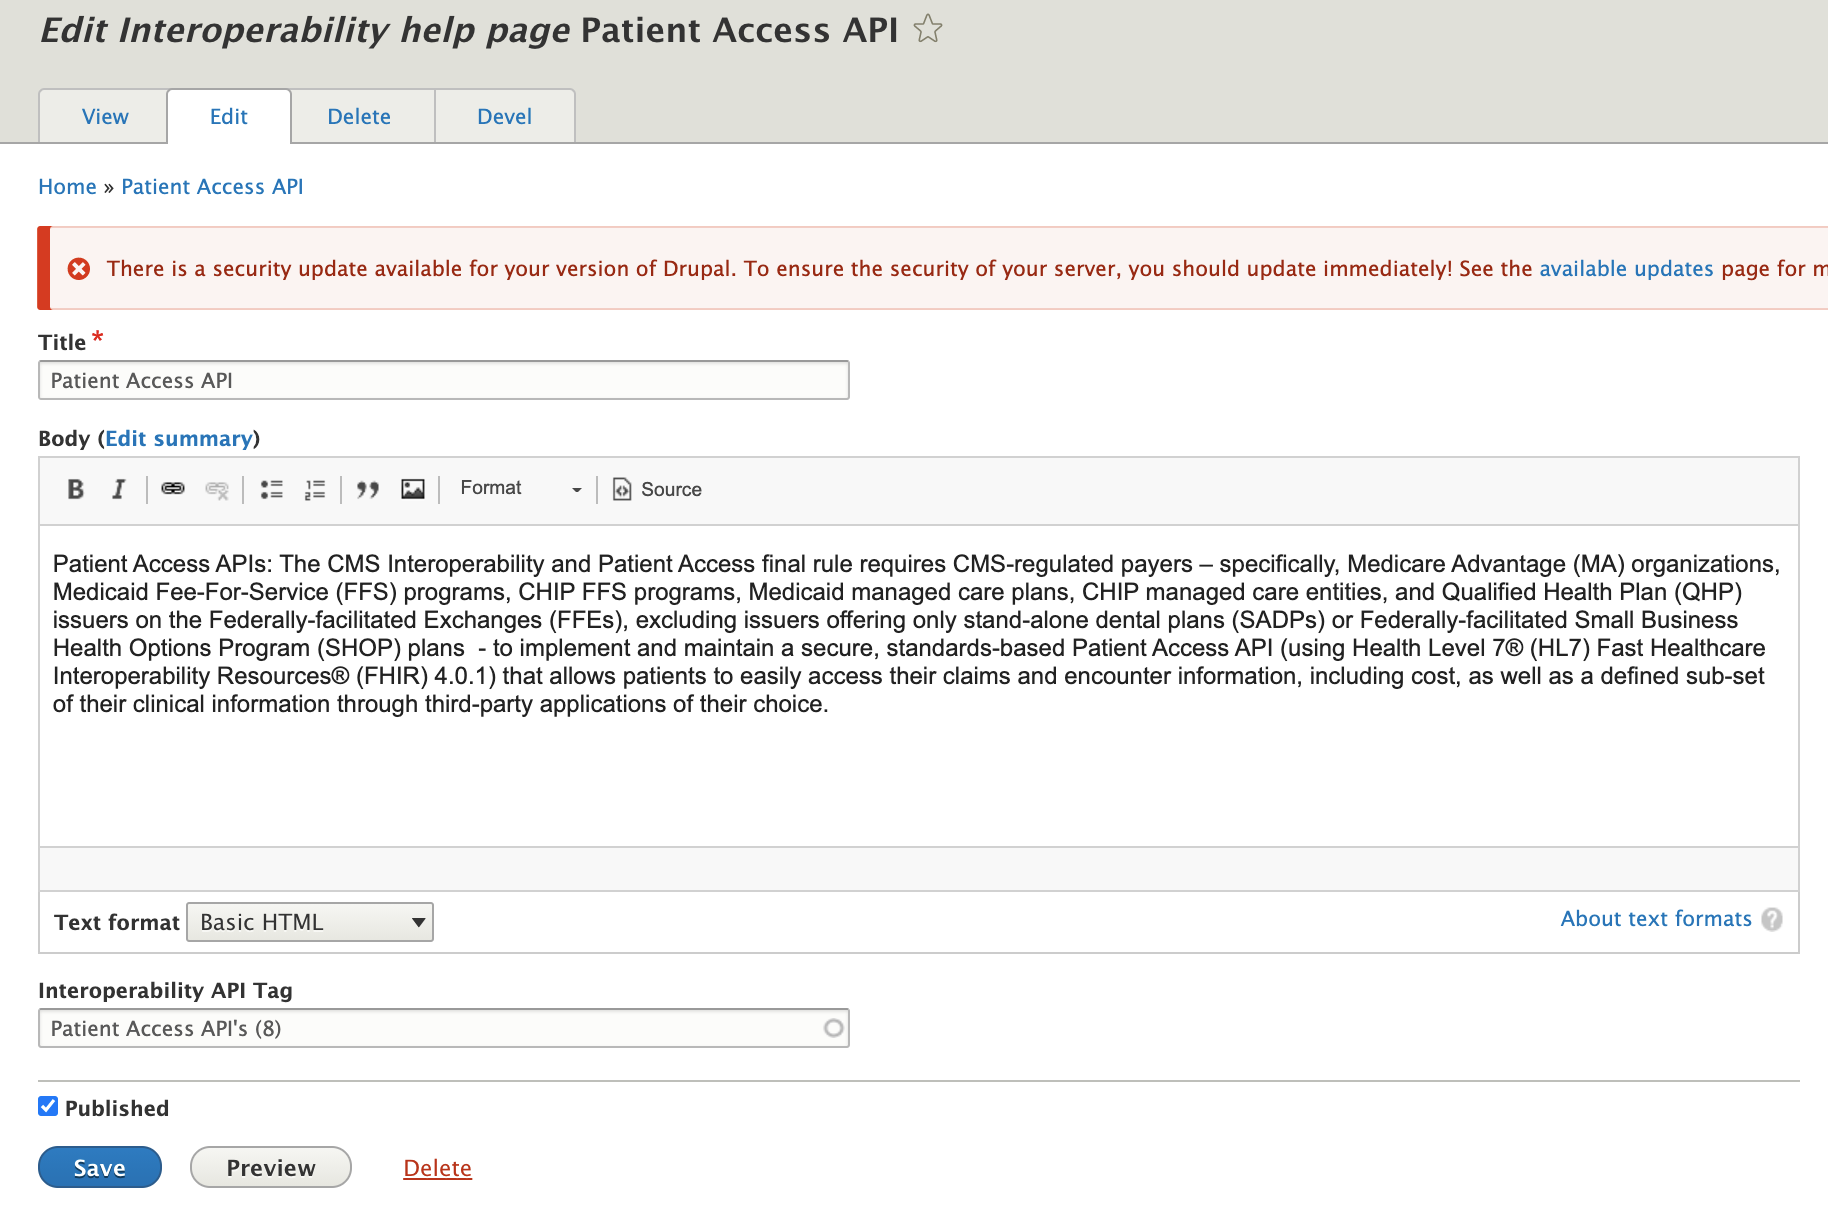 Edit Interoperability help page Patient Access API
View Edit Delete Devel
Home » Patient Access API
There is a security update available for your version of Drupal. To ensure the security of your server, you should update immediately! See the available updates page for
Title *
Patient Access API
Body (Edit summary)
B I Format Source
Patient Access APIs: The CMS Interoperability and Patient Access final rule requires CMS-regulated payers – specifically, Medicare Advantage (MA) organizations,
Medicaid Fee-For-Service (FFS) programs, CHIP FFS programs, Medicaid managed care plans, CHIP managed care entities, and Qualified Health Plan (QHP)
issuers on the Federally-facilitated Exchanges (FFEs), excluding issuers offering only stand-alone dental plans (SADPs) or Federally-facilitated Small Business
Health Options Program (SHOP) plans  - to implement and maintain a secure, standards-based Patient Access API (using Health Level 7® (HL7) Fast Healthcare
Interoperability Resources® (FHIR) 4.0.1) that allows patients to easily access their claims and encounter information, including cost, as well as a defined sub-set
of their clinical information through third-party applications of their choice.
Text format Basic HTML About text formats ?
Interoperability API Tag
Patient Access API's (8)
Published
Save Preview Delete